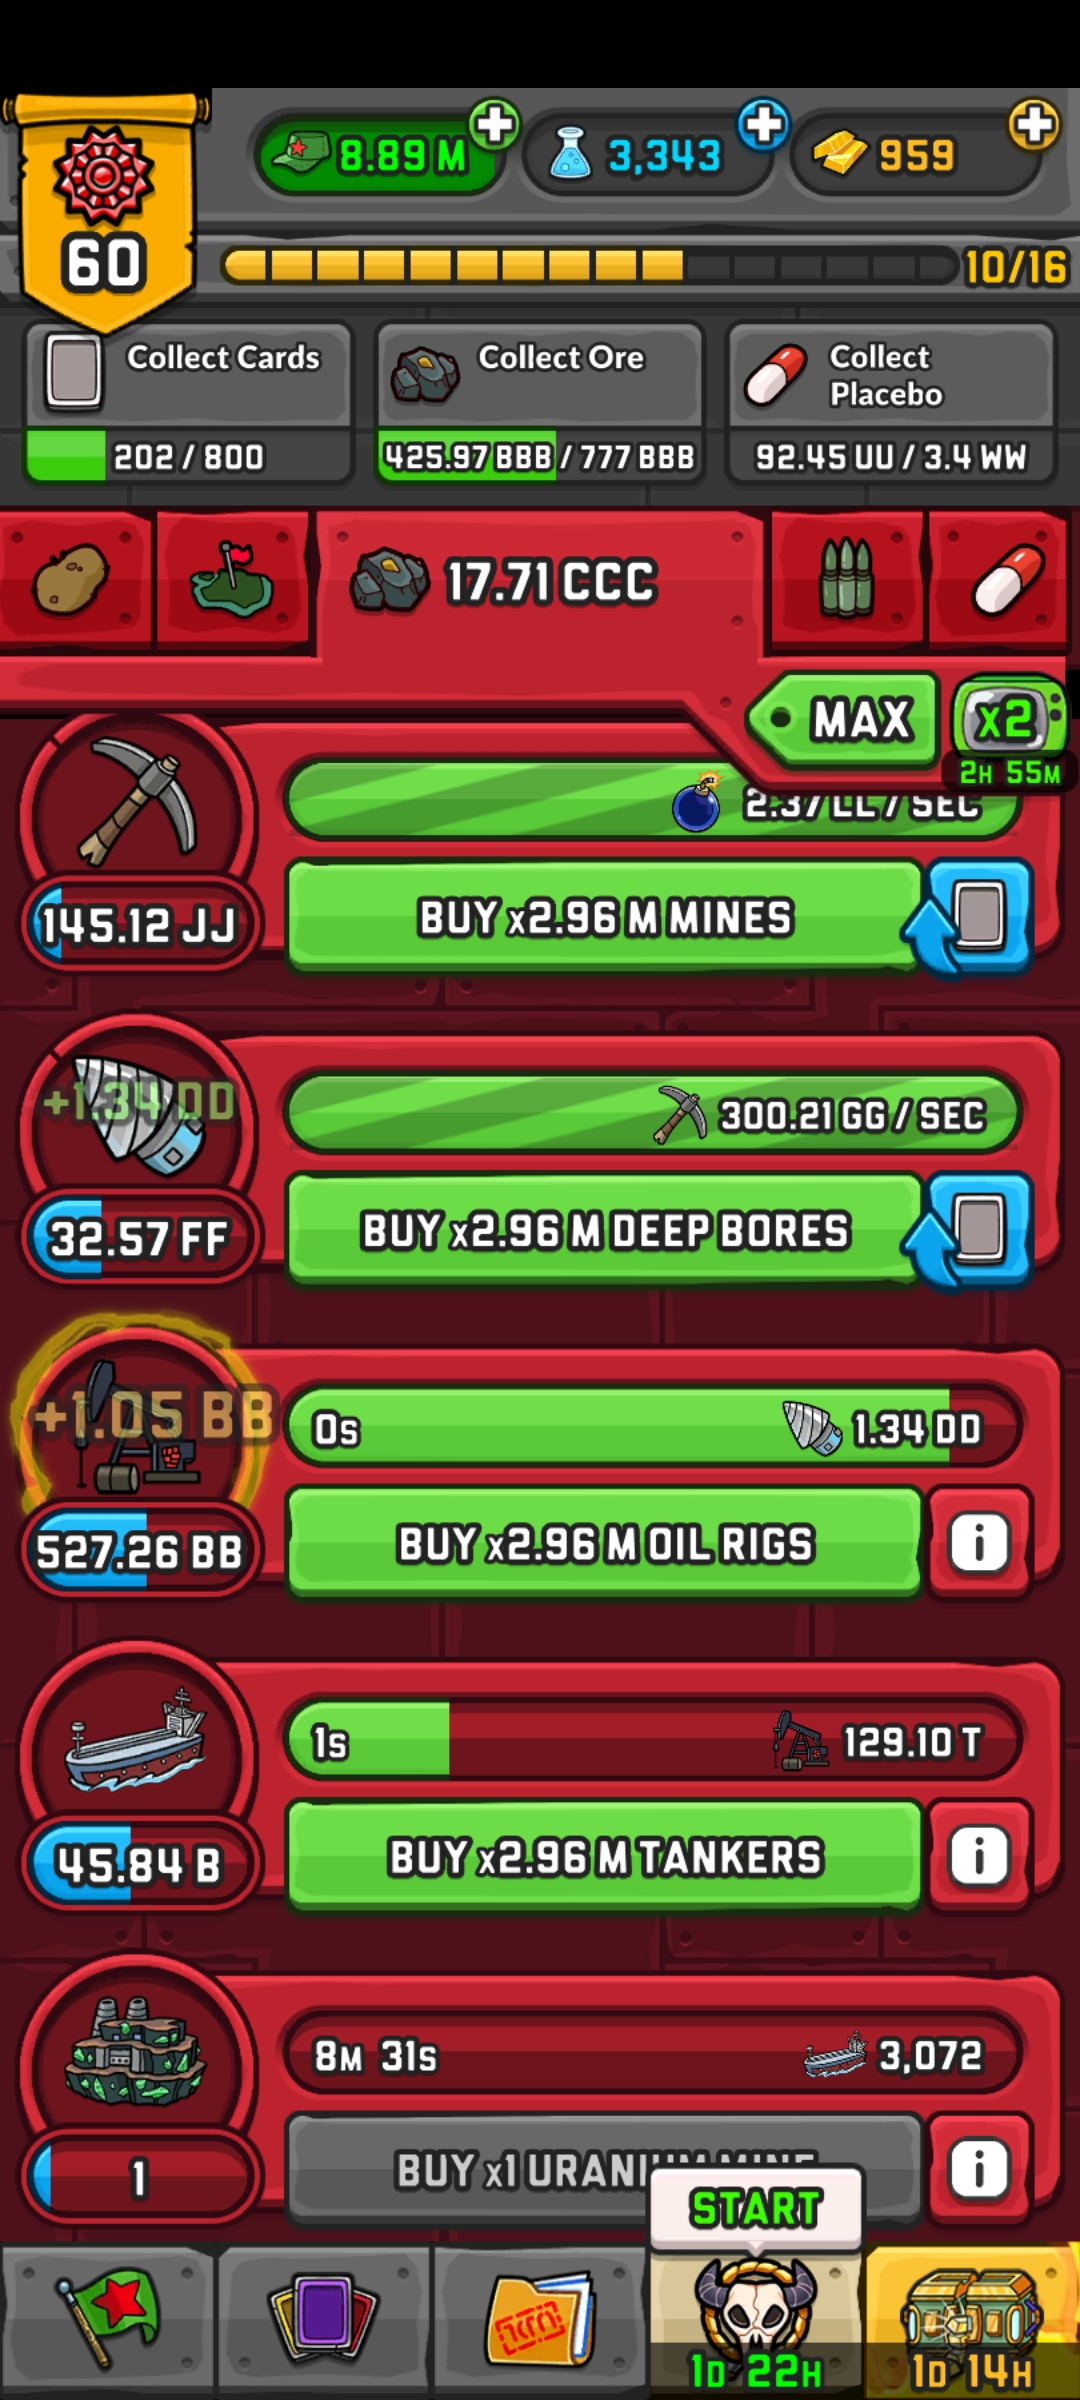 8.89 M
3,343
959
60
10/16
Collect Cards
Collect Ore
Collect
Placebo
202 / 800
425.97 BBB / 777 BBB
92.45 UU / 3.4 WW
17.71 CCC
MAX
x2
2H 55M
2.37 LL / SEC
145.12 JJ
BUY x2.96 M MINES
+1.34 DD
300.21 GG / SEC
32.57 FF
BUY x2.96 M DEEP BORES
+1.05 BB
0s
1.34 DD
527.26 BB
BUY x2.96 M OIL RIGS
i
1s
129.10 T
45.84 B
BUY x2.96 M TANKERS
i
8M 31s
3,072
1
BUY x1 URANIUM MINE
i
START
1D 22H
1D 14H